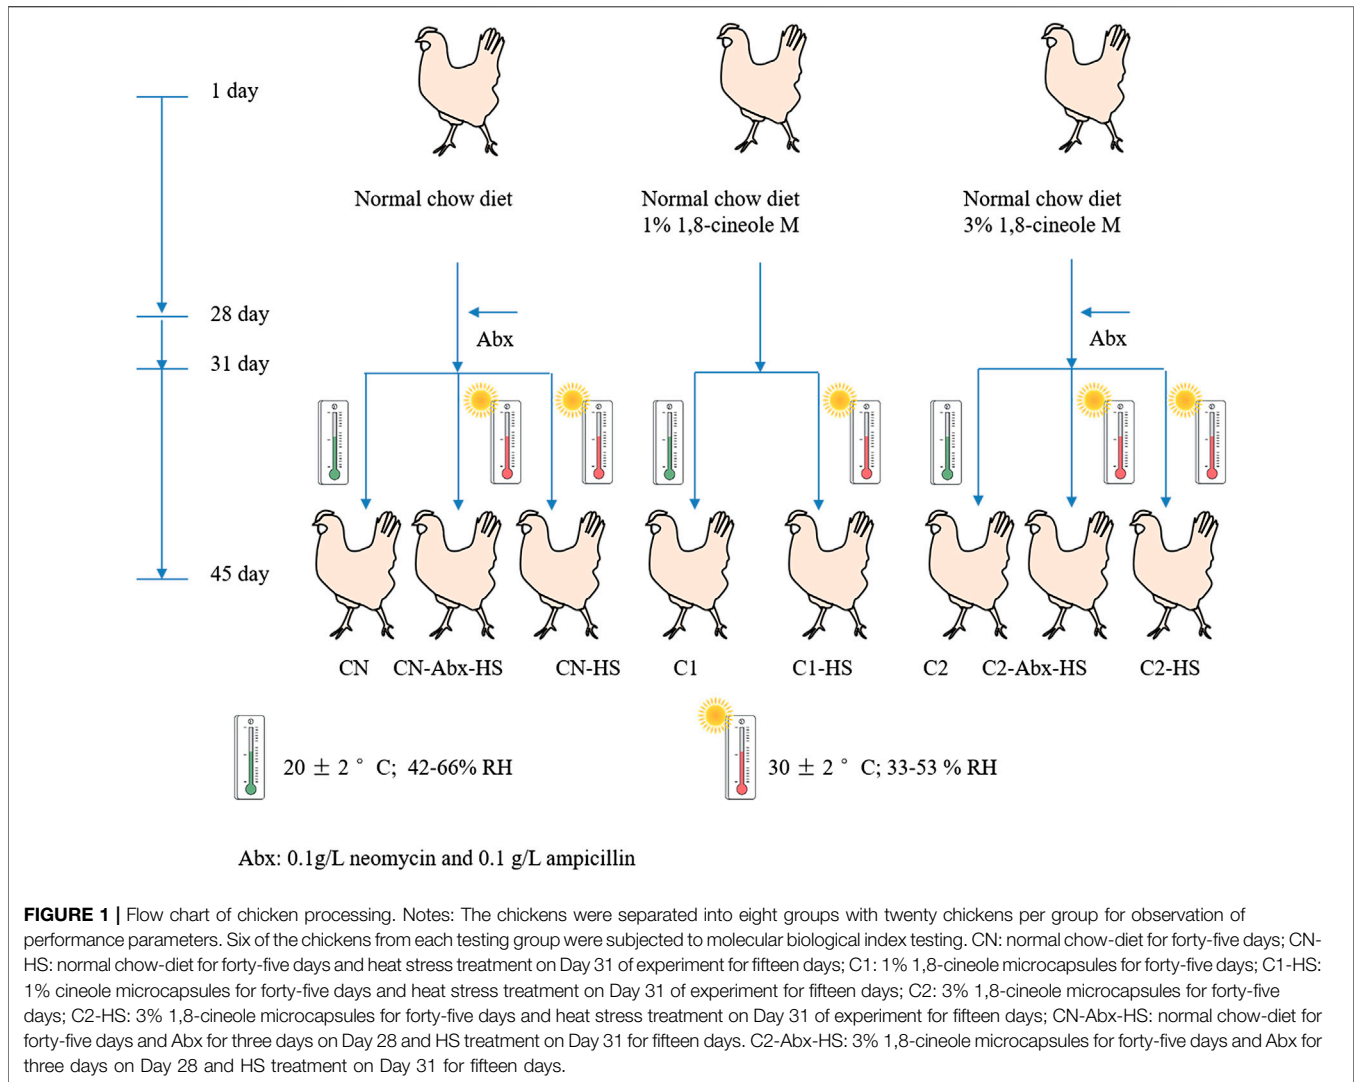 1 day
Normal chow diet
Normal chow diet
1% 1,8-cineole M
Normal chow diet
3% 1,8-cineole M
28 day
Abx
Abx
31 day
45 day
CN CN-Abx-HS CN-HS C1 C1-HS C2 C2-Abx-HS C2-HS
20 ± 2 ° C; 42-66% RH
30 ± 2 ° C; 33-53 % RH
Abx: 0.1g/L neomycin and 0.1 g/L ampicillin
FIGURE 1 | Flow chart of chicken processing. Notes: The chickens were separated into eight groups with twenty chickens per group for observation of
performance parameters. Six of the chickens from each testing group were subjected to molecular biological index testing. CN: normal chow-diet for forty-five days; CN-
HS: normal chow-diet for forty-five days and heat stress treatment on Day 31 of experiment for fifteen days; C1: 1% 1,8-cineole microcapsules for forty-five days; C1-HS:
1% cineole microcapsules for forty-five days and heat stress treatment on Day 31 of experiment for fifteen days; C2: 3% 1,8-cineole microcapsules for forty-five
days; C2-HS: 3% 1,8-cineole microcapsules for forty-five days and heat stress treatment on Day 31 of experiment for fifteen days; CN-Abx-HS: normal chow-diet for
forty-five days and Abx for three days on Day 28 and HS treatment on Day 31 for fifteen days. C2-Abx-HS: 3% 1,8-cineole microcapsules for forty-five days and Abx for
three days on Day 28 and HS treatment on Day 31 for fifteen days.